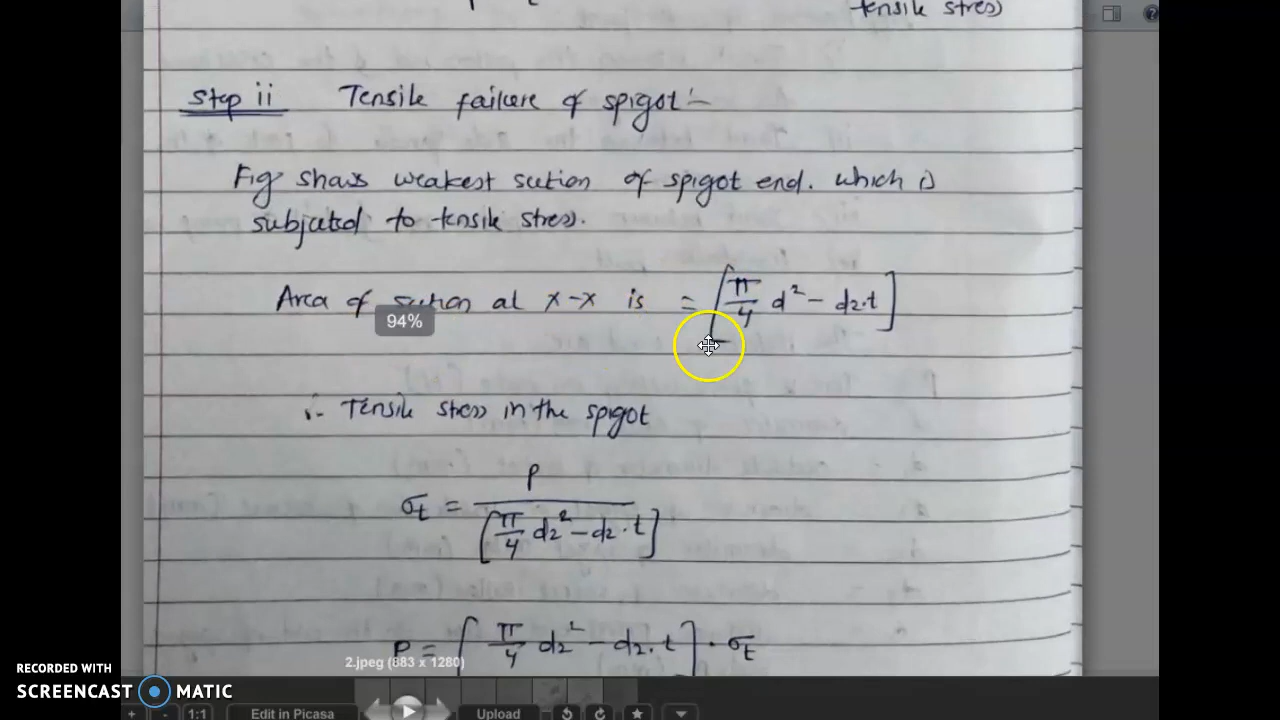 tensile stress
Step ii Tensile failure of spigot :-
Fig shows weakest section of spigot end. which is
subjected to tensile stress.
Area of section at x-x is = [π/4 d² - d₂.t]
94%
∴ Tensile stress in the spigot
σt = P / [π/4 d₂² - d₂.t]
P = [π/4 d₂² - d₂.t] . σt
2.jpeg (883 x 1280)
RECORDED WITH
SCREENCAST MATIC
1:1 Edit in Picasa Upload